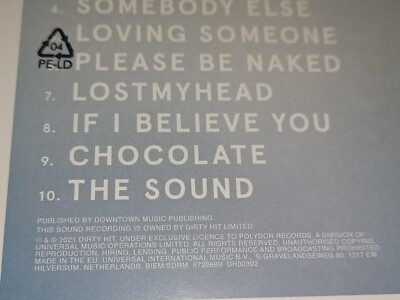 4. SOMEBODY ELSE
LOVING SOMEONE
04
PE-LD
PLEASE BE NAKED
7. LOSTMYHEAD
8. IF I BELIEVE YOU
9. CHOCOLATE
10. THE SOUND
PUBLISHED BY DOWNTOWN MUSIC PUBLISHING
THIS SOUND RECORDING IS OWNED BY DIRTY HIT LIMITED
℗ & © 2021 DIRTY HIT, UNDER EXCLUSIVE LICENCE TO POLYDOR RECORDS, A DIVISION OF
UNIVERSAL MUSIC OPERATIONS LIMITED. ALL RIGHTS RESERVED. UNAUTHORISED COPYING,
REPRODUCTION, HIRING, LENDING, PUBLIC PERFORMANCE AND BROADCASTING PROHIBITED.
MADE IN THE EU. UNIVERSAL INTERNATIONAL MUSIC B.V., 'S-GRAVELANDSEWEG 80, 1217 EW
HILVERSUM, NETHERLANDS. BIEM/SDRM 6722689. DH00302